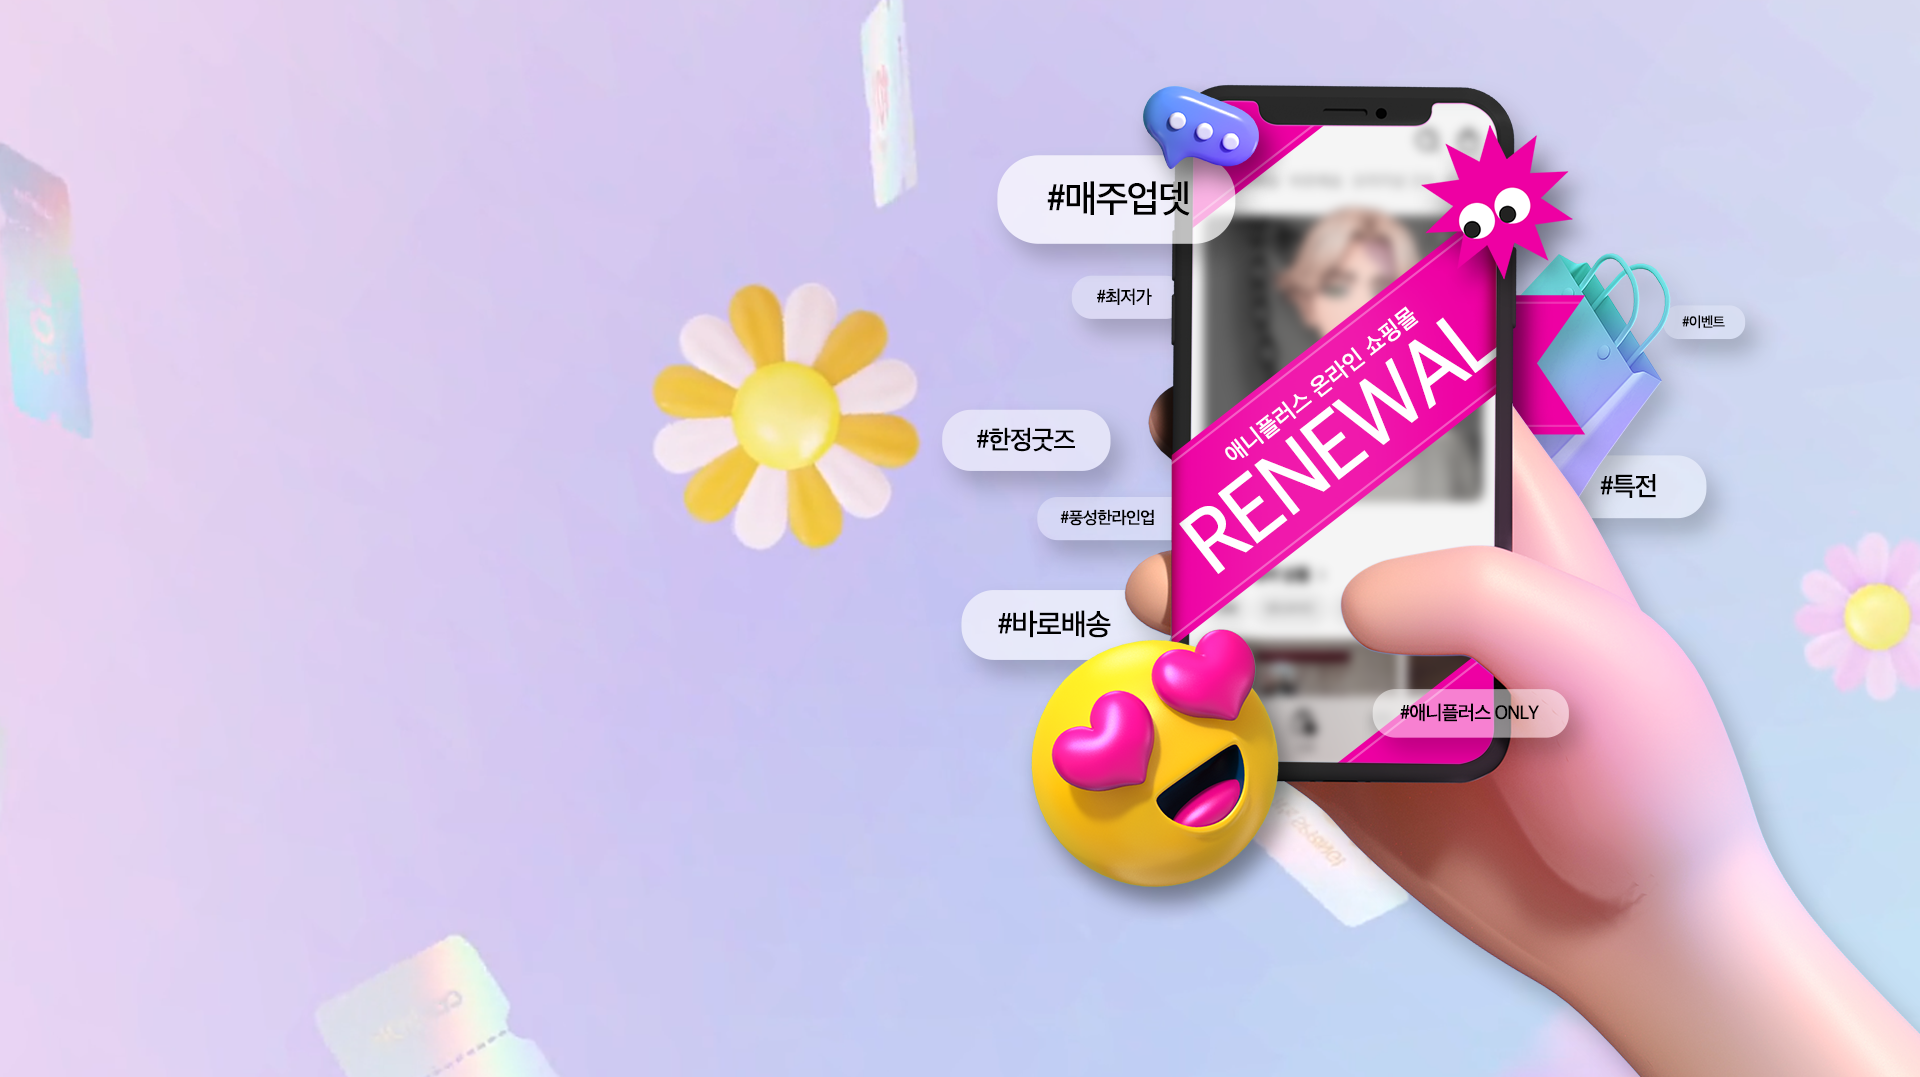 #매주업뎃
#최저가
#이벤트
애니플러스 온라인 쇼핑몰
RENEWAL
#한정굿즈
#특전
#풍성한라인업
#바로배송
#애니플러스 ONLY